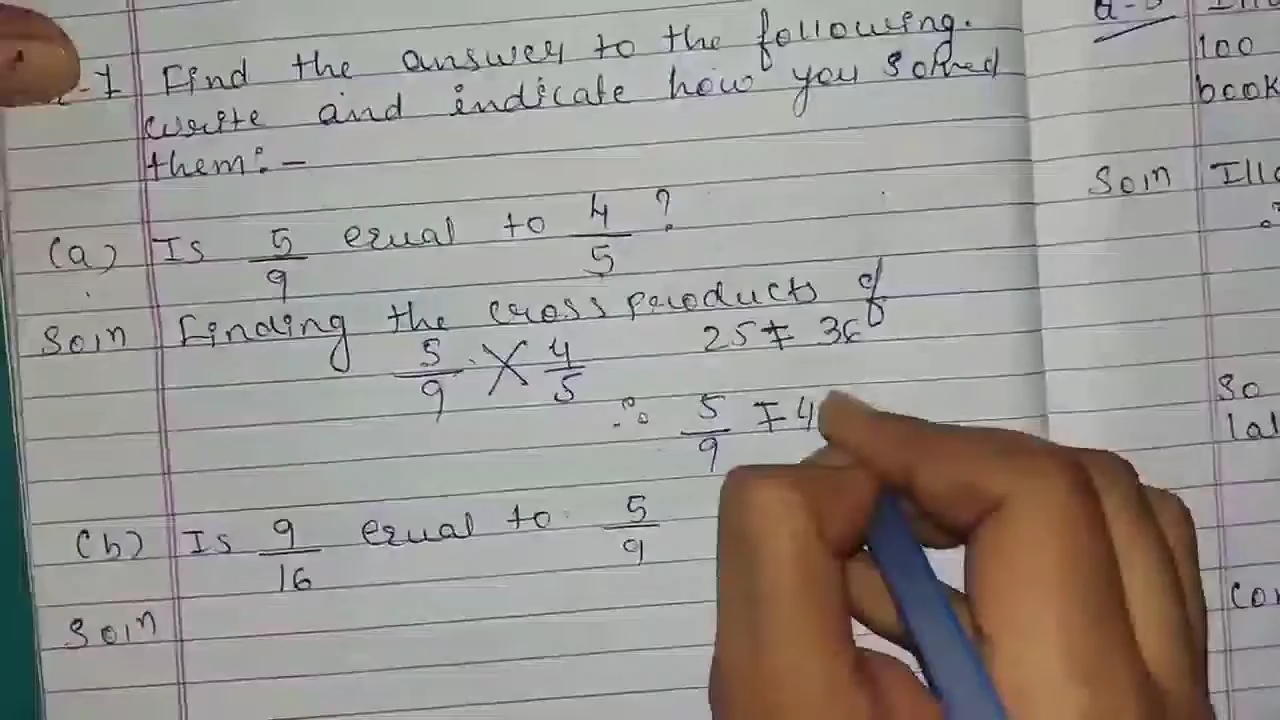 -1 Find the answer to the following.
write and indicate how you solved
them:-
(a) Is 5/9 equal to 4/5 ?
Soln Finding the cross products of
5/9 X 4/5 25 ≠ 36
∴ 5/9 ≠ 4
(b) Is 9/16 equal to 5/9
Soln
100
book
Soln
So